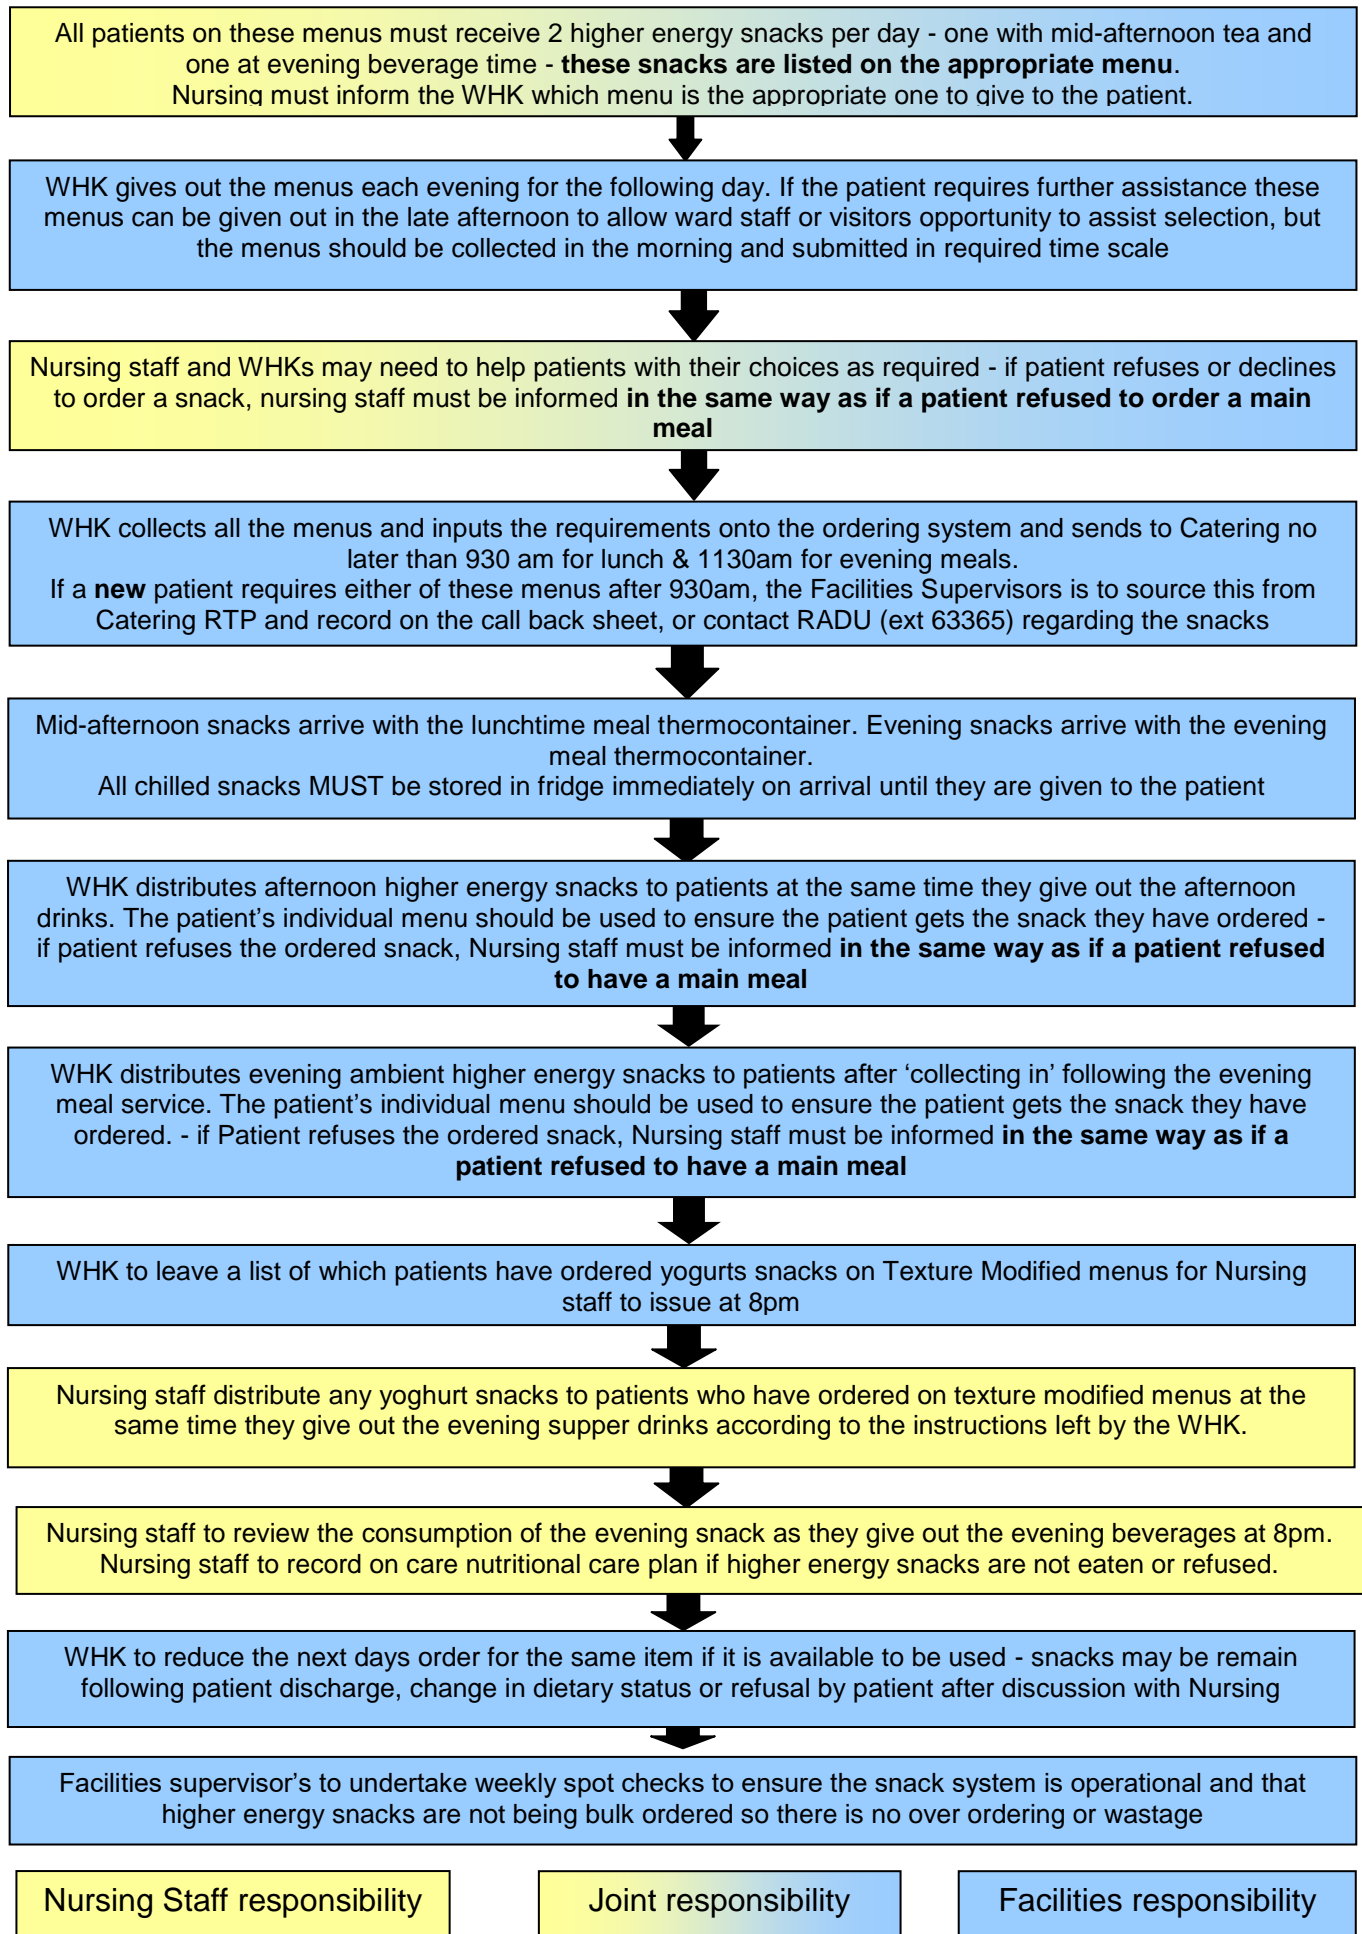 All patients on these menus must receive 2 higher energy snacks per day - one with mid-afternoon tea and
one at evening beverage time - these snacks are listed on the appropriate menu.
Nursing must inform the WHK which menu is the appropriate one to give to the patient.
WHK gives out the menus each evening for the following day. If the patient requires further assistance these
menus can be given out in the late afternoon to allow ward staff or visitors opportunity to assist selection, but
the menus should be collected in the morning and submitted in required time scale
Nursing staff and WHKs may need to help patients with their choices as required - if patient refuses or declines
to order a snack, nursing staff must be informed in the same way as if a patient refused to order a main
meal
WHK collects all the menus and inputs the requirements onto the ordering system and sends to Catering no
later than 930 am for lunch & 1130am for evening meals.
If a new patient requires either of these menus after 930am, the Facilities Supervisors is to source this from
Catering RTP and record on the call back sheet, or contact RADU (ext 63365) regarding the snacks
Mid-afternoon snacks arrive with the lunchtime meal thermocontainer. Evening snacks arrive with the evening
meal thermocontainer.
All chilled snacks MUST be stored in fridge immediately on arrival until they are given to the patient
WHK distributes afternoon higher energy snacks to patients at the same time they give out the afternoon
drinks. The patient's individual menu should be used to ensure the patient gets the snack they have ordered -
if patient refuses the ordered snack, Nursing staff must be informed in the same way as if a patient refused
to have a main meal
WHK distributes evening ambient higher energy snacks to patients after 'collecting in' following the evening
meal service. The patient's individual menu should be used to ensure the patient gets the snack they have
ordered. - if Patient refuses the ordered snack, Nursing staff must be informed in the same way as if a
patient refused to have a main meal
WHK to leave a list of which patients have ordered yogurts snacks on Texture Modified menus for Nursing
staff to issue at 8pm
Nursing staff distribute any yoghurt snacks to patients who have ordered on texture modified menus at the
same time they give out the evening supper drinks according to the instructions left by the WHK.
Nursing staff to review the consumption of the evening snack as they give out the evening beverages at 8pm.
Nursing staff to record on care nutritional care plan if higher energy snacks are not eaten or refused.
WHK to reduce the next days order for the same item if it is available to be used - snacks may be remain
following patient discharge, change in dietary status or refusal by patient after discussion with Nursing
Facilities supervisor's to undertake weekly spot checks to ensure the snack system is operational and that
higher energy snacks are not being bulk ordered so there is no over ordering or wastage
Nursing Staff responsibility
Joint responsibility
Facilities responsibility